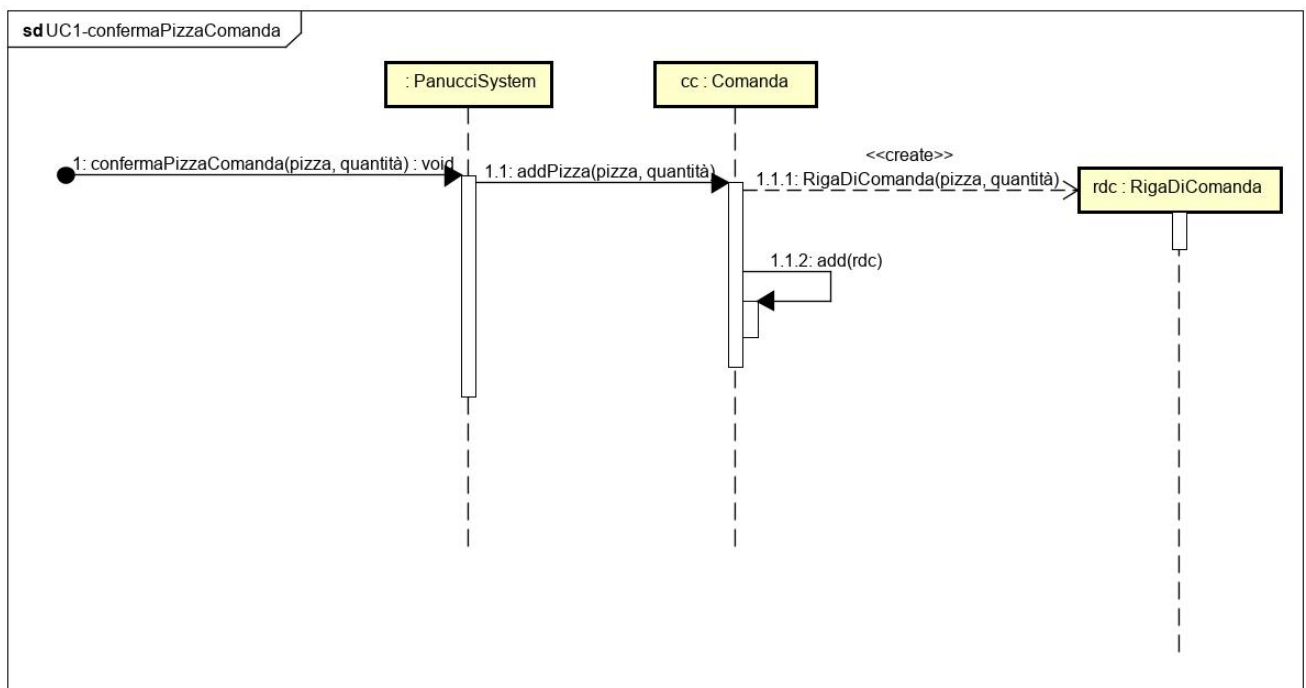 sd UC1-confermaPizzaComanda
: PanucciSystem
cc : Comanda
1: confermaPizzaComanda(pizza, quantità) : void
1.1: addPizza(pizza, quantità)
<<create>>
1.1.1: RigaDiComanda(pizza, quantità)
rdc : RigaDiComanda
1.1.2: add(rdc)